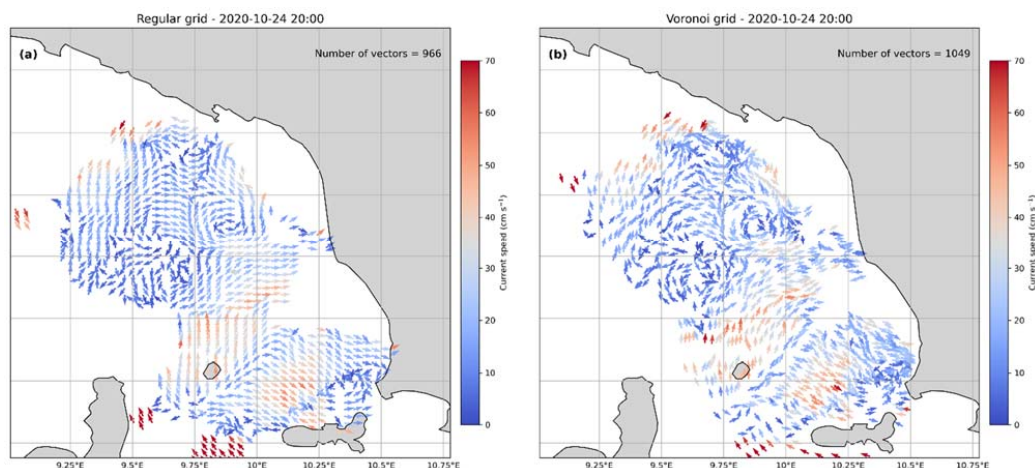 Regular grid - 2020-10-24 20:00
(a)
Number of vectors = 966
70
60
50
40
30
20
10
0
Current speed (cm s⁻¹)
9.25°E 9.5°E 9.75°E 10°E 10.25°E 10.5°E 10.75°E
Voronoi grid - 2020-10-24 20:00
(b)
Number of vectors = 1049
70
60
50
40
30
20
10
0
Current speed (cm s⁻¹)
9.25°E 9.5°E 9.75°E 10°E 10.25°E 10.5°E 10.75°E